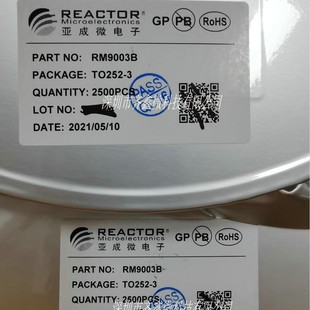 REACTOR
Microelectronics
亚成微电子
GP PB RoHS
PART NO: RM9003B
PACKAGE: TO252-3
QUANTITY: 2500PCS
LOT NO:
DATE: 2021/05/10
PASS
REACTOR
Microelectronics
亚成微电子
GP PB RoHS
PART NO: RM9003B
PACKAGE: TO252-3
QUANTITY: 2500PCS